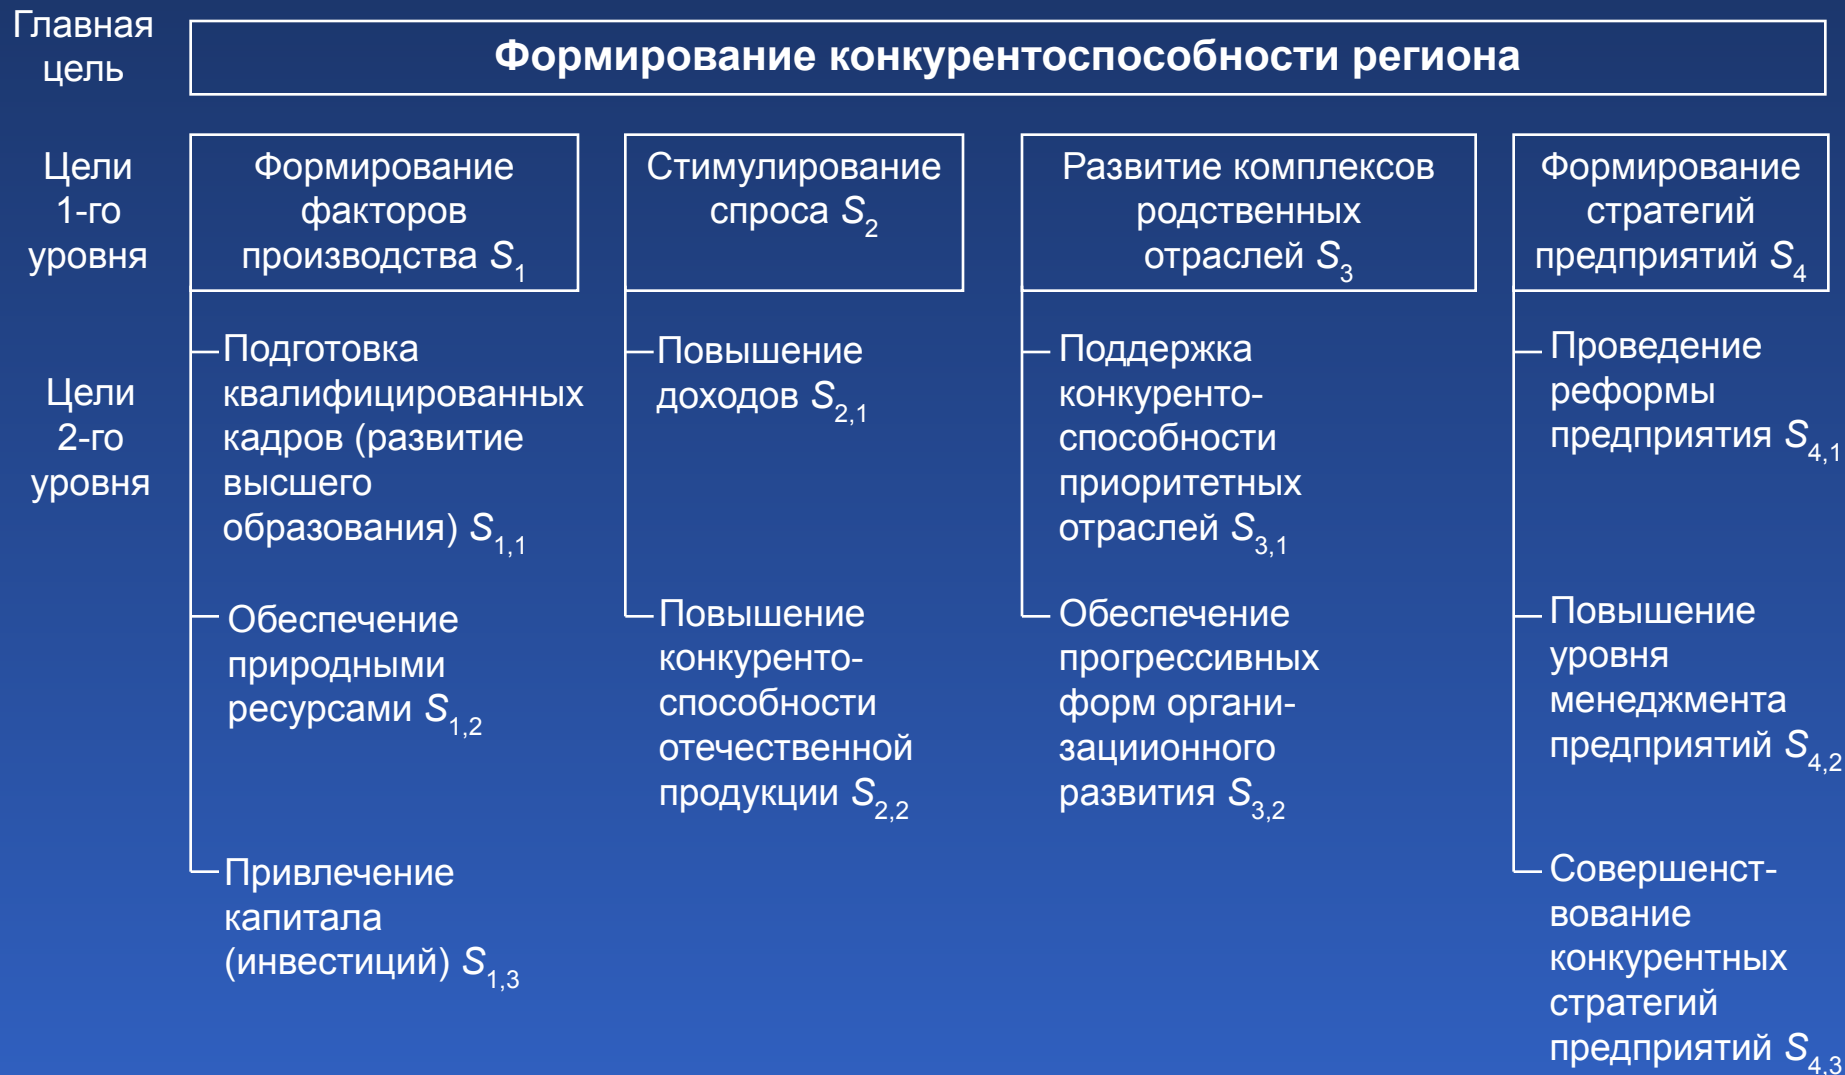 Главная
цель
Формирование конкурентоспособности региона
Цели
1-го
уровня
Формирование
факторов
производства S1
Стимулирование
спроса S2
Развитие комплексов
родственных
отраслей S3
Формирование
стратегий
предприятий S4
Цели
2-го
уровня
Подготовка
квалифицированных
кадров (развитие
высшего
образования) S1,1
Обеспечение
природными
ресурсами S1,2
Привлечение
капитала
(инвестиций) S1,3
Повышение
доходов S2,1
Повышение
конкуренто-
способности
отечественной
продукции S2,2
Поддержка
конкуренто-
способности
приоритетных
отраслей S3,1
Обеспечение
прогрессивных
форм органи-
зациионного
развития S3,2
Проведение
реформы
предприятия S4,1
Повышение
уровня
менеджмента
предприятий S4,2
Совершенст-
вование
конкурентных
стратегий
предприятий S4,3